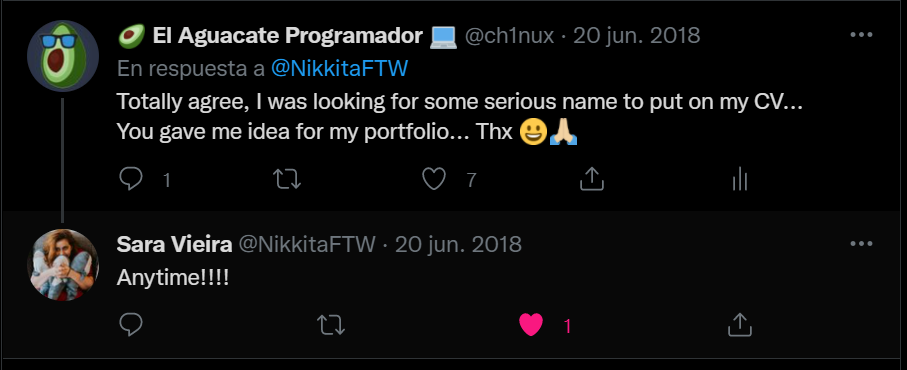 🥑 El Aguacate Programador 💻 @ch1nux · 20 jun. 2018
En respuesta a @NikkitaFTW
Totally agree, I was looking for some serious name to put on my CV...
You gave me idea for my portfolio... Thx 😀🙏🏻
1 7
Sara Vieira @NikkitaFTW · 20 jun. 2018
Anytime!!!!
1